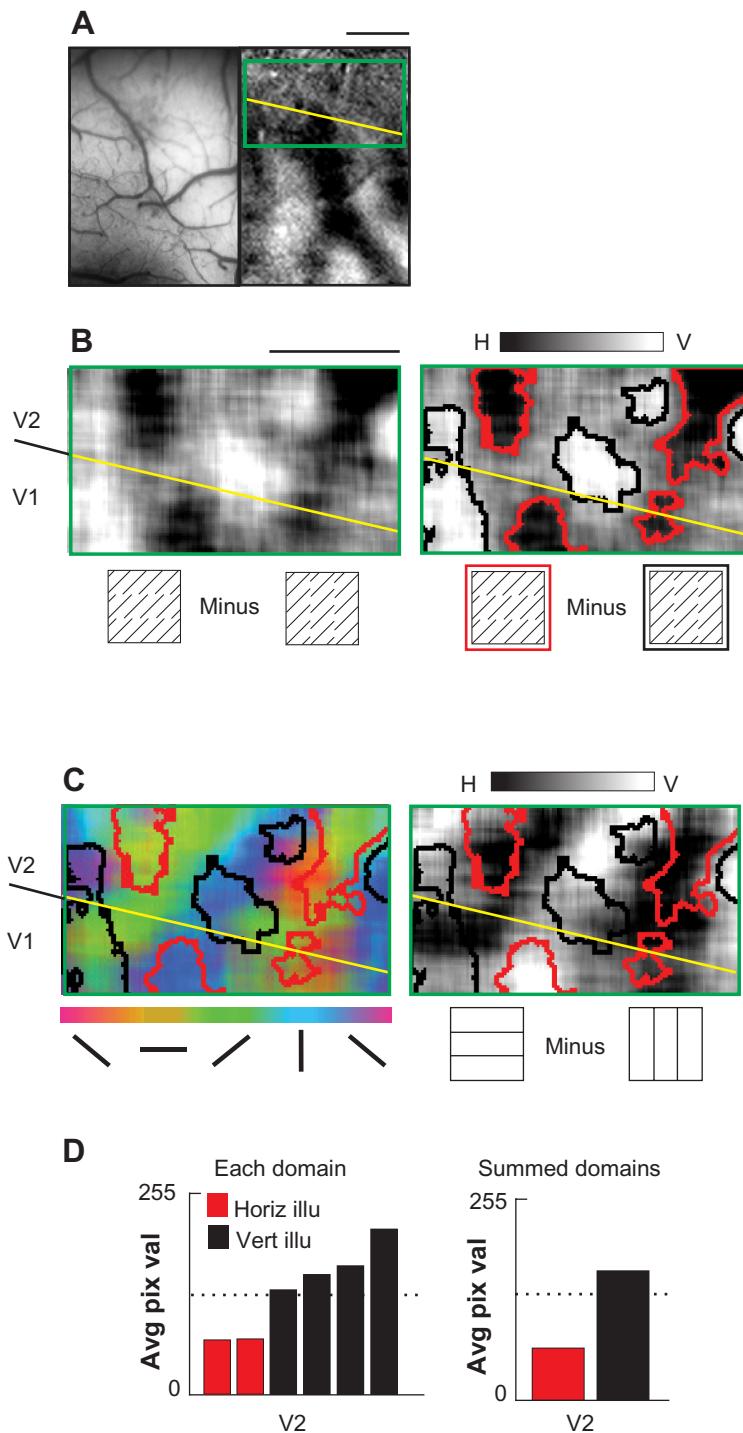 A
B
H V
V2
V1
Minus Minus
C
H V
V2
V1
Minus
D
Each domain Summed domains
255 255
Horiz illu
Vert illu
Avg pix val Avg pix val
0 0
V2 V2